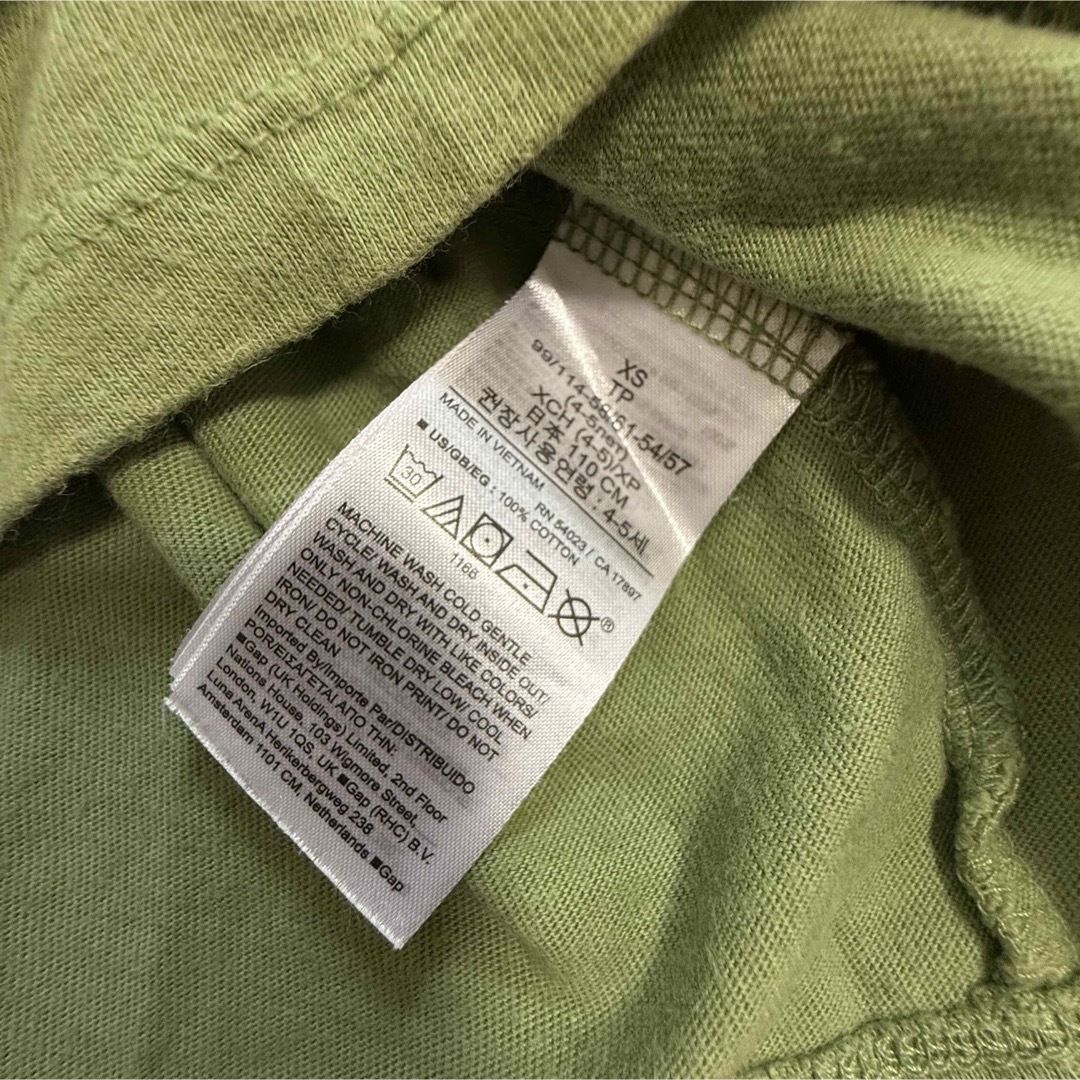 XS
TP
99/114-56/61-54/57
(4-5нет)
XCH (4-5)/XP
日本 110 CM
권장사용연령 : 4-5세
MADE IN VIETNAM RN 54023 / CA 17897
■ US/GB/EG : 100% COTTON
30
®
1166
MACHINE WASH COLD GENTLE
CYCLE/ WASH AND DRY INSIDE OUT/
WASH AND DRY WITH LIKE COLORS/
ONLY NON-CHLORINE BLEACH WHEN
NEEDED/ TUMBLE DRY LOW/ COOL
IRON/ DO NOT IRON PRINT/ DO NOT
DRY CLEAN
Imported By/Importe Par/DISTRIBUIDO
POR/ΕΙΣΑΓΕΤΑΙ ΑΠΟ ΤΗΝ:
■Gap (UK Holdings) Limited, 2nd Floor
Nations House, 103 Wigmore Street,
London, W1U 1QS, UK ■Gap (RHC) B.V.
Luna ArenA Herikerbergweg 238
Amsterdam 1101 CM, Netherlands ■Gap